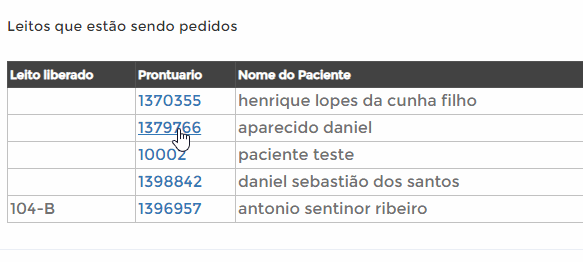 Leitos que estão sendo pedidos
Leito liberado Prontuario Nome do Paciente
1370355 henrique lopes da cunha filho
1379766 aparecido daniel
10002 paciente teste
1398842 daniel sebastião dos santos
104-B 1396957 antonio sentinor ribeiro